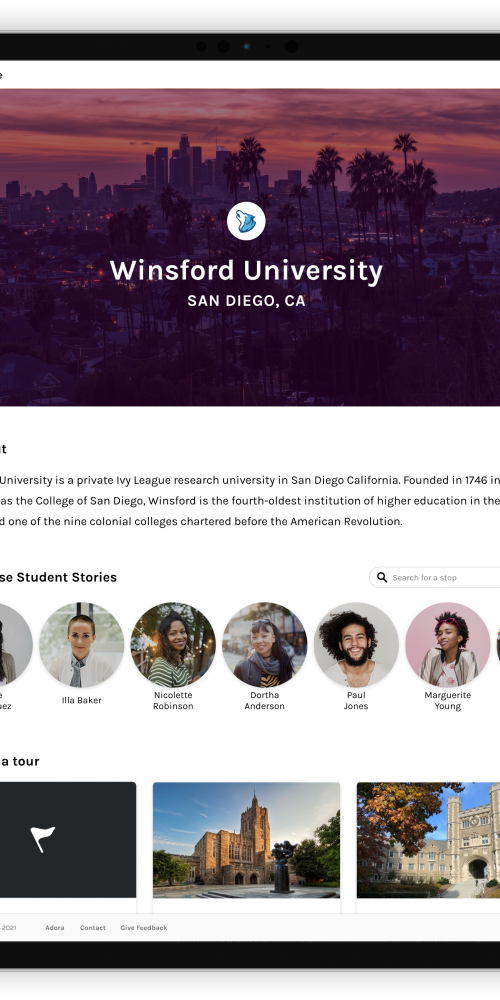 e
Winsford University
SAN DIEGO, CA
ut
University is a private Ivy League research university in San Diego California. Founded in 1746 in
as the College of San Diego, Winsford is the fourth-oldest institution of higher education in the
d one of the nine colonial colleges chartered before the American Revolution.
se Student Stories
Search for a stop
e
uez
Illa Baker
Nicolette
Robinson
Dortha
Anderson
Paul
Jones
Marguerite
Young
a tour
2021 Adora Contact Give Feedback